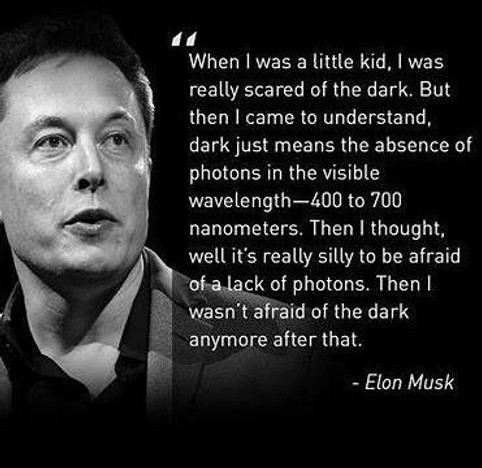 “
When I was a little kid, I was
really scared of the dark. But
then I came to understand,
dark just means the absence of
photons in the visible
wavelength—400 to 700
nanometers. Then I thought,
well it's really silly to be afraid
of a lack of photons. Then I
wasn't afraid of the dark
anymore after that.
- Elon Musk